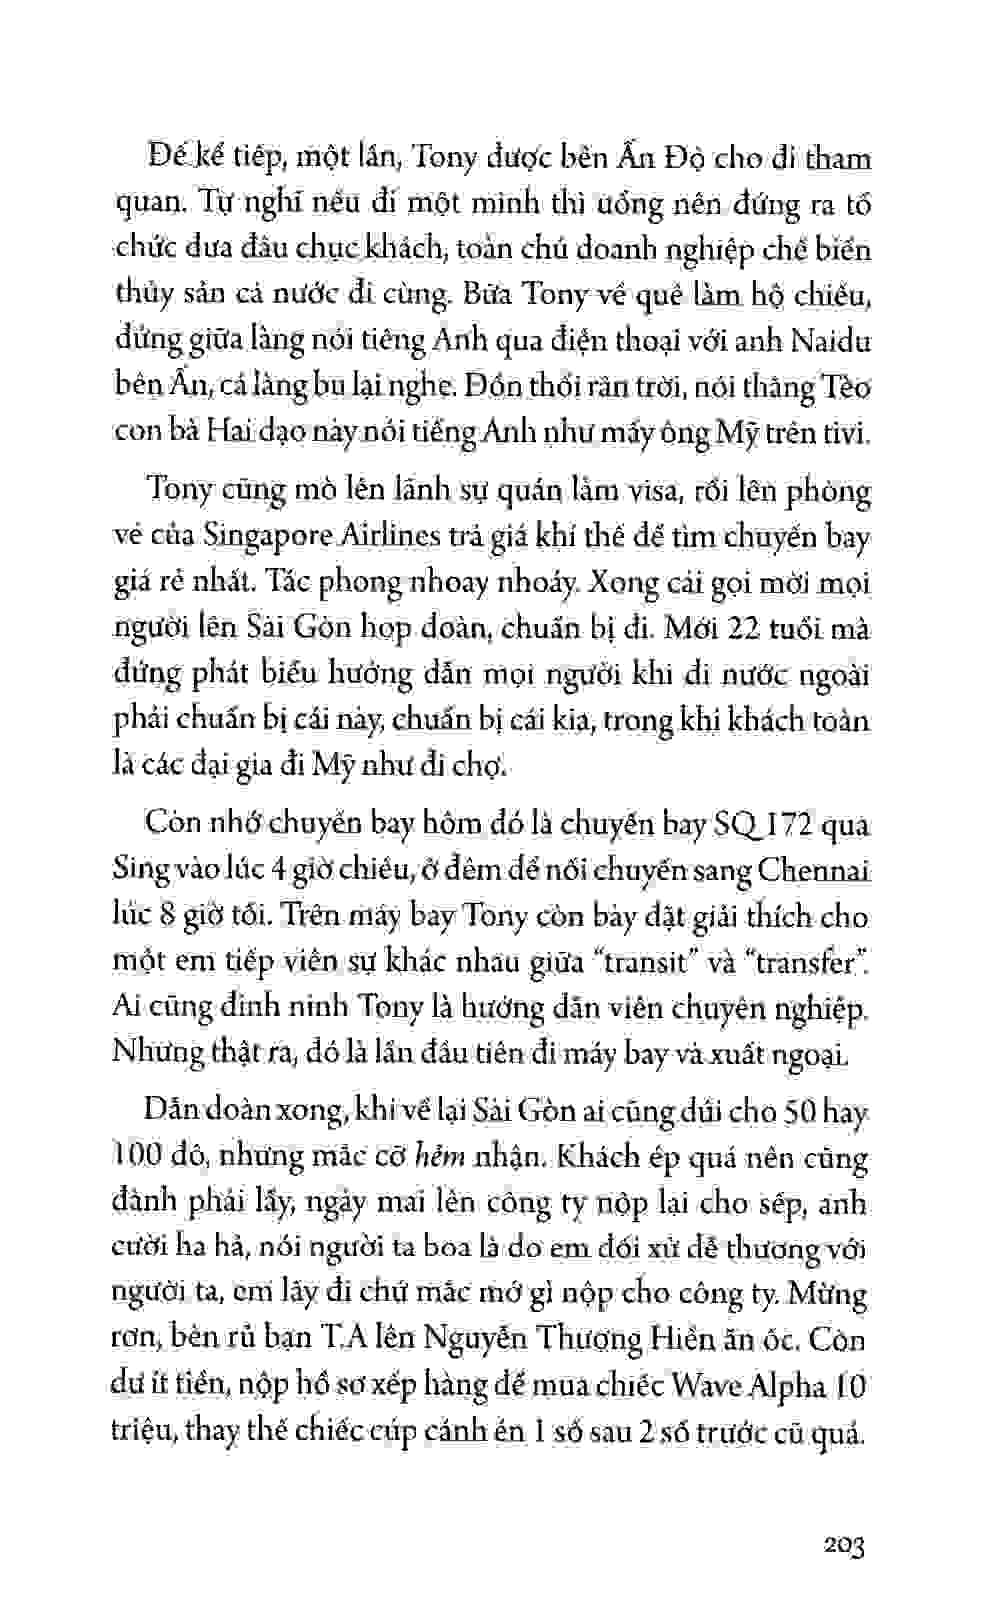 Để kể tiếp, một lần, Tony được bên Ấn Độ cho đi tham
quan. Tự nghĩ nếu đi một mình thì uổng nên đứng ra tổ
chức đưa đâu chục khách, toàn chủ doanh nghiệp chế biến
thủy sản cả nước đi cùng. Bữa Tony về quê làm hộ chiếu,
đứng giữa làng nói tiếng Anh qua điện thoại với anh Naidu
bên Ấn, cả làng bu lại nghe. Đồn thổi rần trời, nói thằng Tèo
con bà Hai dạo này nói tiếng Anh như mấy ông Mỹ trên tivi.
Tony cũng mò lên lãnh sự quán làm visa, rồi lên phòng
vé của Singapore Airlines trả giá khí thế để tìm chuyến bay
giá rẻ nhất. Tác phong nhoay nhoáy. Xong cái gọi mời mọi
người lên Sài Gòn họp đoàn, chuẩn bị đi. Mới 22 tuổi mà
đứng phát biểu hướng dẫn mọi người khi đi nước ngoài
phải chuẩn bị cái này, chuẩn bị cái kia, trong khi khách toàn
là các đại gia đi Mỹ như đi chợ.
Còn nhớ chuyến bay hôm đó là chuyến bay SQ 172 qua
Sing vào lúc 4 giờ chiều, ở đêm để nối chuyến sang Chennai
lúc 8 giờ tối. Trên máy bay Tony còn bày đặt giải thích cho
một em tiếp viên sự khác nhau giữa “transit” và “transfer”.
Ai cũng đinh ninh Tony là hướng dẫn viên chuyên nghiệp.
Nhưng thật ra, đó là lần đầu tiên đi máy bay và xuất ngoại.
Dẫn đoàn xong, khi về lại Sài Gòn ai cũng dúi cho 50 hay
100 đô, nhưng mắc cỡ hẻm nhận. Khách ép quá nên cũng
đành phải lấy, ngày mai lên công ty nộp lại cho sếp, anh
cười ha hả, nói người ta boa là do em đối xử dễ thương với
người ta, em lấy đi chứ mắc mớ gì nộp cho công ty. Mừng
rơn, bèn rủ bạn T.A lên Nguyễn Thượng Hiền ăn ốc. Còn
dư ít tiền, nộp hồ sơ xếp hàng để mua chiếc Wave Alpha 10
triệu, thay thế chiếc cúp cánh én 1 số sau 2 số trước cũ quá.
203